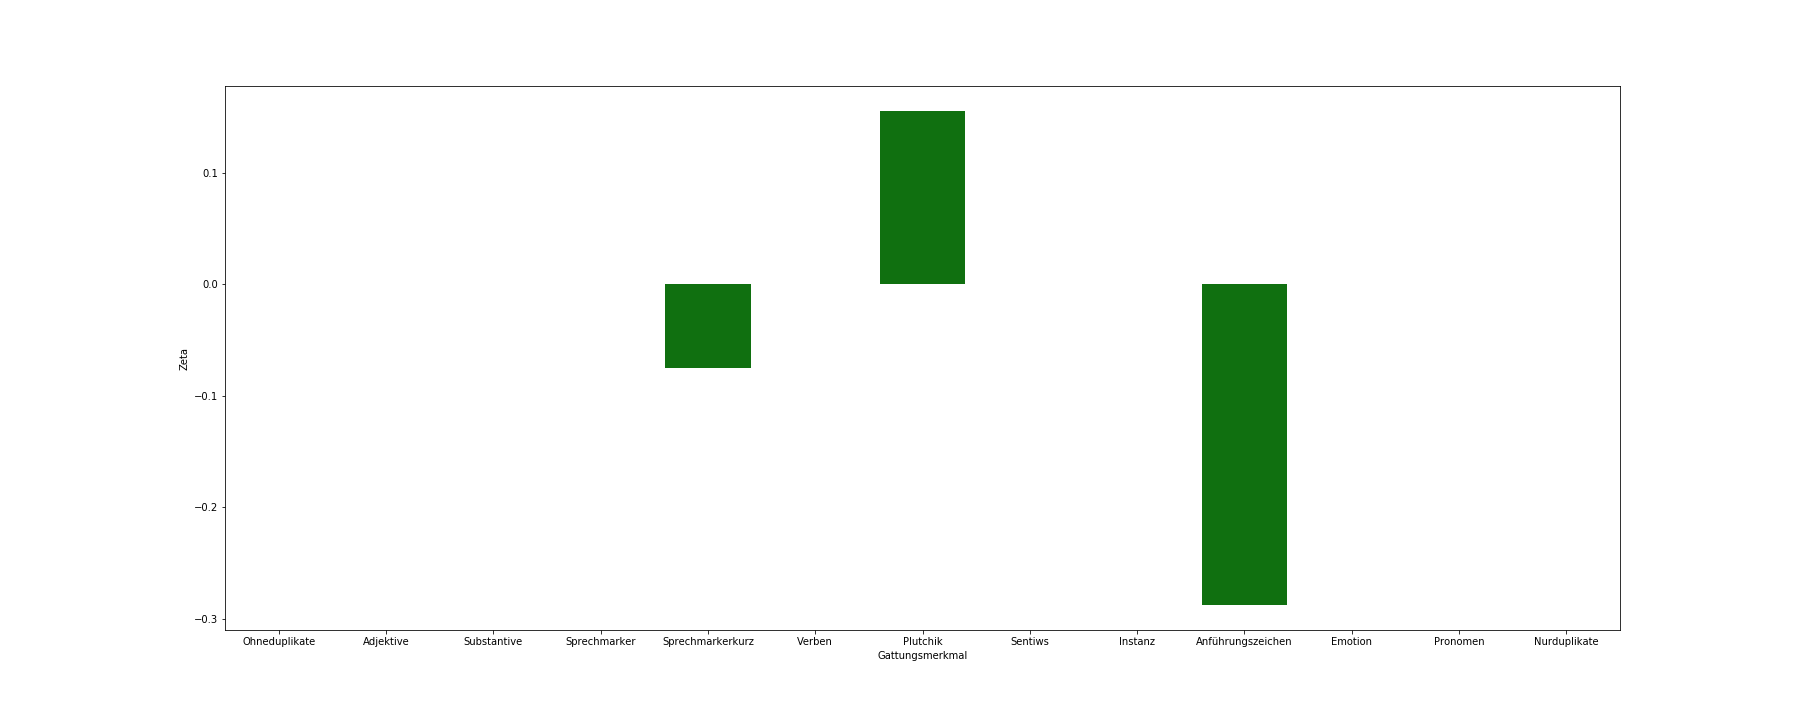 Zeta
0.1
0.0
−0.1
−0.2
−0.3
Ohneduplikate Adjektive Substantive Sprechmarker Sprechmarkerkurz Verben Plutchik Sentiws Instanz Anführungszeichen Emotion Pronomen Nurduplikate
Gattungsmerkmal